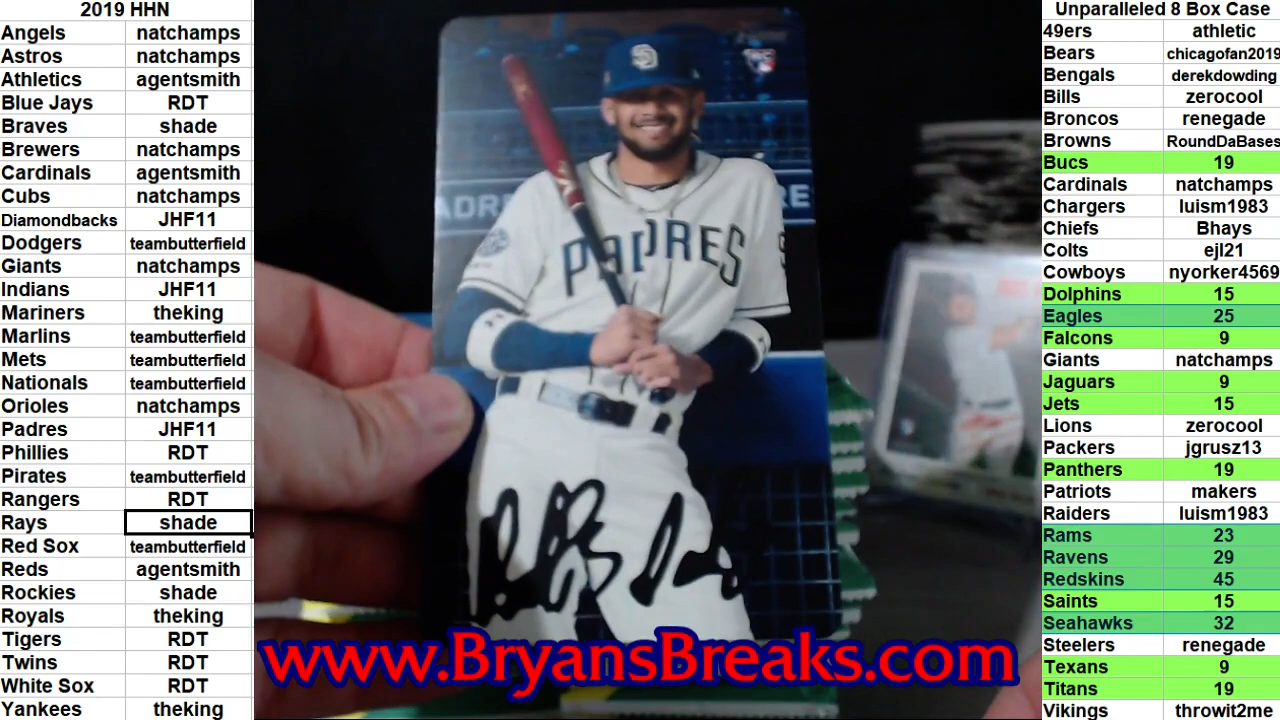 2019 HHN
Angels natchamps
Astros natchamps
Athletics agentsmith
Blue Jays RDT
Braves shade
Brewers natchamps
Cardinals agentsmith
Cubs natchamps
Diamondbacks JHF11
Dodgers teambutterfield
Giants natchamps
Indians JHF11
Mariners theking
Marlins teambutterfield
Mets teambutterfield
Nationals teambutterfield
Orioles natchamps
Padres JHF11
Phillies RDT
Pirates teambutterfield
Rangers RDT
Rays shade
Red Sox teambutterfield
Reds agentsmith
Rockies shade
Royals theking
Tigers RDT
Twins RDT
White Sox RDT
Yankees theking
PADRES
www.BryansBreaks.com
Unparalleled 8 Box Case
49ers athletic
Bears chicagofan2019
Bengals derekdowding
Bills zerocool
Broncos renegade
Browns RoundDaBases
Bucs 19
Cardinals natchamps
Chargers luism1983
Chiefs Bhays
Colts ejl21
Cowboys nyorker4569
Dolphins 15
Eagles 25
Falcons 9
Giants natchamps
Jaguars 9
Jets 15
Lions zerocool
Packers jgrusz13
Panthers 19
Patriots makers
Raiders luism1983
Rams 23
Ravens 29
Redskins 45
Saints 15
Seahawks 32
Steelers renegade
Texans 9
Titans 19
Vikings throwit2me